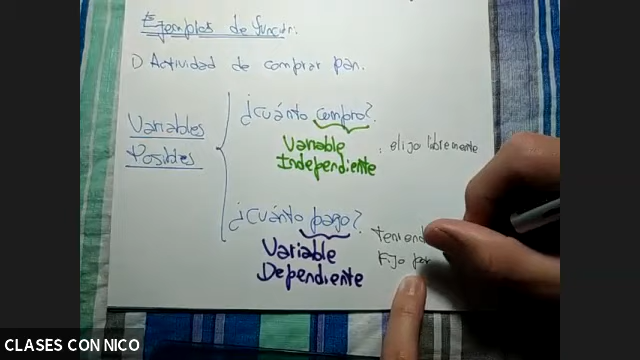 Ejemplos de función:
1) Actividad de comprar pan.
Variables
Posibles
¿Cuánto compro?
Variable
Independiente
: elijo libremente
¿Cuánto pago?
Variable
Dependiente
Fijo
CLASES CON NICO